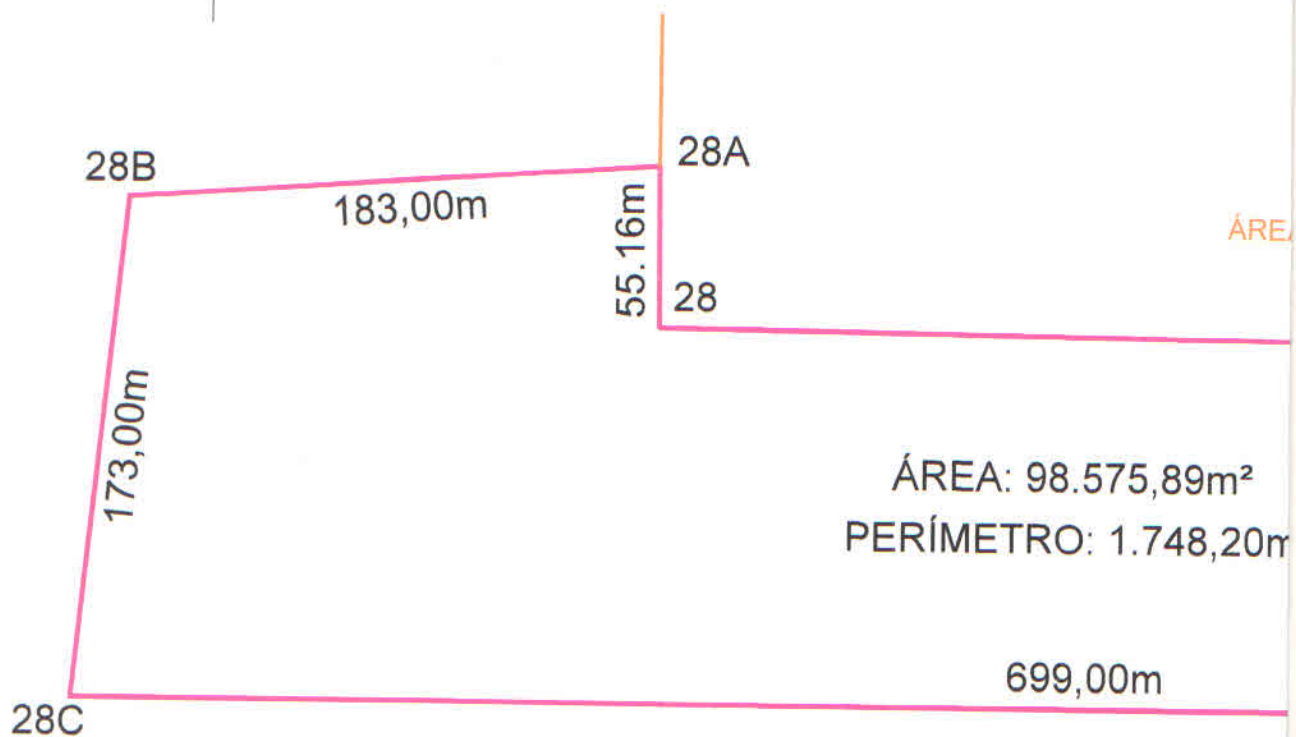 28B
28A
183,00m
55.16m
ÁREA
28
173,00m
ÁREA: 98.575,89m²
PERÍMETRO: 1.748,20m
699,00m
28C